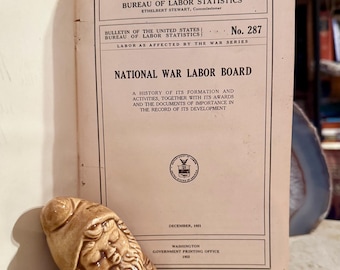 BUREAU OF LABOR STATISTICS
ETHELBERT STEWART, Commissioner
BULLETIN OF THE UNITED STATES
BUREAU OF LABOR STATISTICS
No. 287
LABOR AS AFFECTED BY THE WAR SERIES
NATIONAL WAR LABOR BOARD
A HISTORY OF ITS FORMATION AND
ACTIVITIES, TOGETHER WITH ITS AWARDS
AND THE DOCUMENTS OF IMPORTANCE IN
THE RECORD OF ITS DEVELOPMENT
DECEMBER, 1921
WASHINGTON
GOVERNMENT PRINTING OFFICE
1922